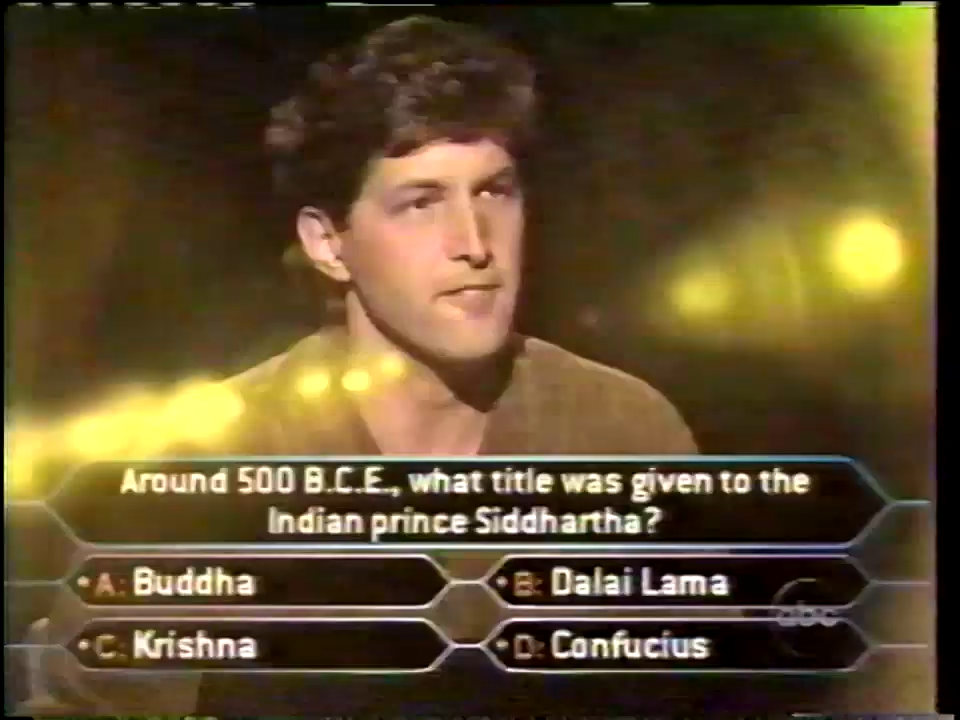 Around 500 B.C.E., what title was given to the
Indian prince Siddhartha?
• A: Buddha
• B: Dalai Lama
• C: Krishna
• D: Confucius
abc